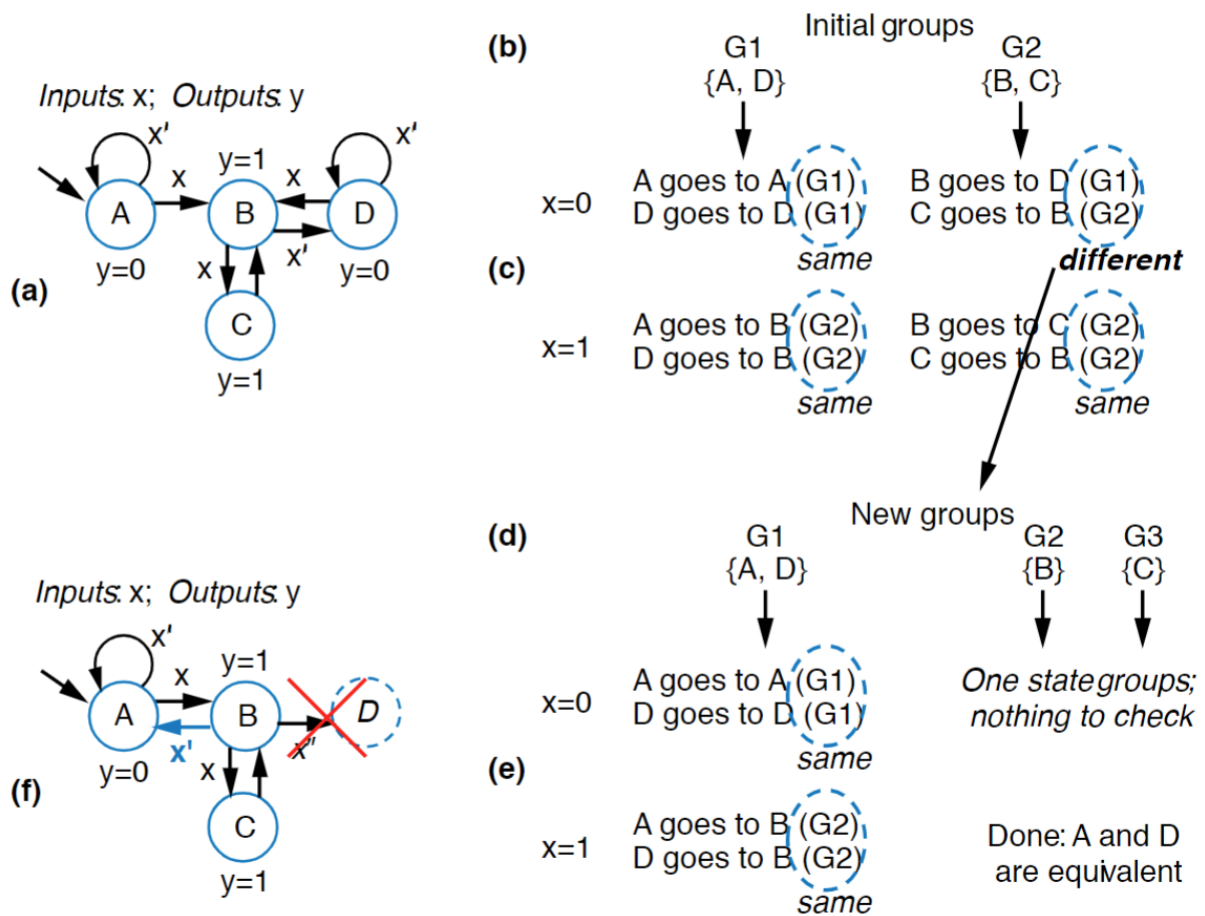 (b)
Initial groups
G1
{A, D}
G2
{B, C}
Inputs: x; Outputs: y
x'
x'
y=1
x
x
A
B
D
x'
y=0
x
y=0
(a)
C
y=1
x=0
A goes to A (G1)
D goes to D (G1)
same
B goes to D (G1)
C goes to B (G2)
different
(c)
x=1
A goes to B (G2)
D goes to B (G2)
same
B goes to C (G2)
C goes to B (G2)
same
New groups
(d)
G1
{A, D}
G2
{B}
G3
{C}
x=0
A goes to A (G1)
D goes to D (G1)
same
One state groups;
nothing to check
(e)
x=1
A goes to B (G2)
D goes to B (G2)
same
Done: A and D
are equivalent
Inputs: x; Outputs: y
x'
y=1
x
A
B
D
x'
x''
y=0
x
(f)
C
y=1